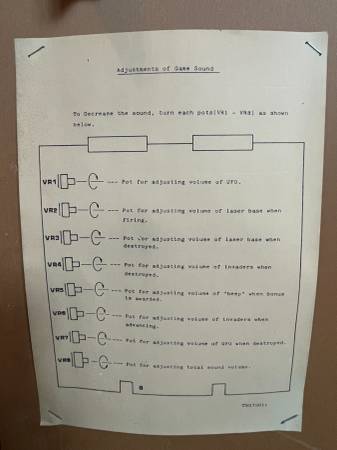 Adjustments of Game Sound
To Decrease the sound, turn each pots(VR1 - VR8) as shown
below.
VR1 --- Pot for adjusting volume of UFO.
VR2 --- Pot for adjusting volume of laser base when
firing.
VR3 --- Pot for adjusting volume of laser base when
destroyed.
VR4 --- Pot for adjusting volume of invaders when
destroyed.
VR5 --- Pot for adjusting volume of "beep" when bonus
is awarded.
VR6 --- Pot for adjusting volume of invaders when
advancing.
VR7 --- Pot for adjusting volume of UFO when destroyed.
VR8 --- Pot for adjusting total sound volume.